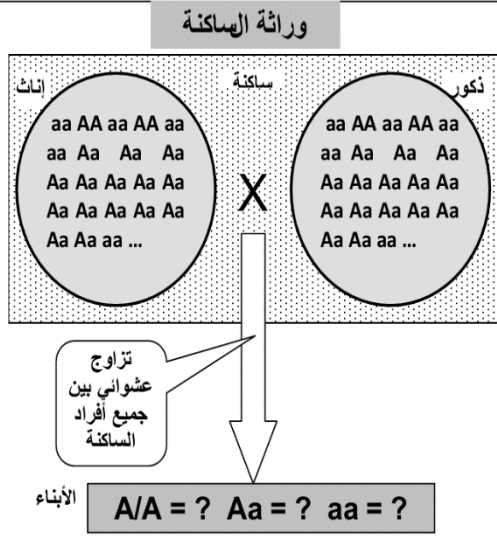 وراثة الساكنة
ذكور
ساكنة
إناث
aa AA aa AA aa
aa Aa Aa Aa
Aa Aa Aa Aa Aa
Aa Aa Aa Aa Aa
Aa Aa aa ...
X
aa AA aa AA aa
aa Aa Aa Aa
Aa Aa Aa Aa Aa
Aa Aa Aa Aa Aa
Aa Aa aa ...
تزاوج
عشوائي بين
جميع أفراد
الساكنة
الأبناء
A/A = ? Aa = ? aa = ?